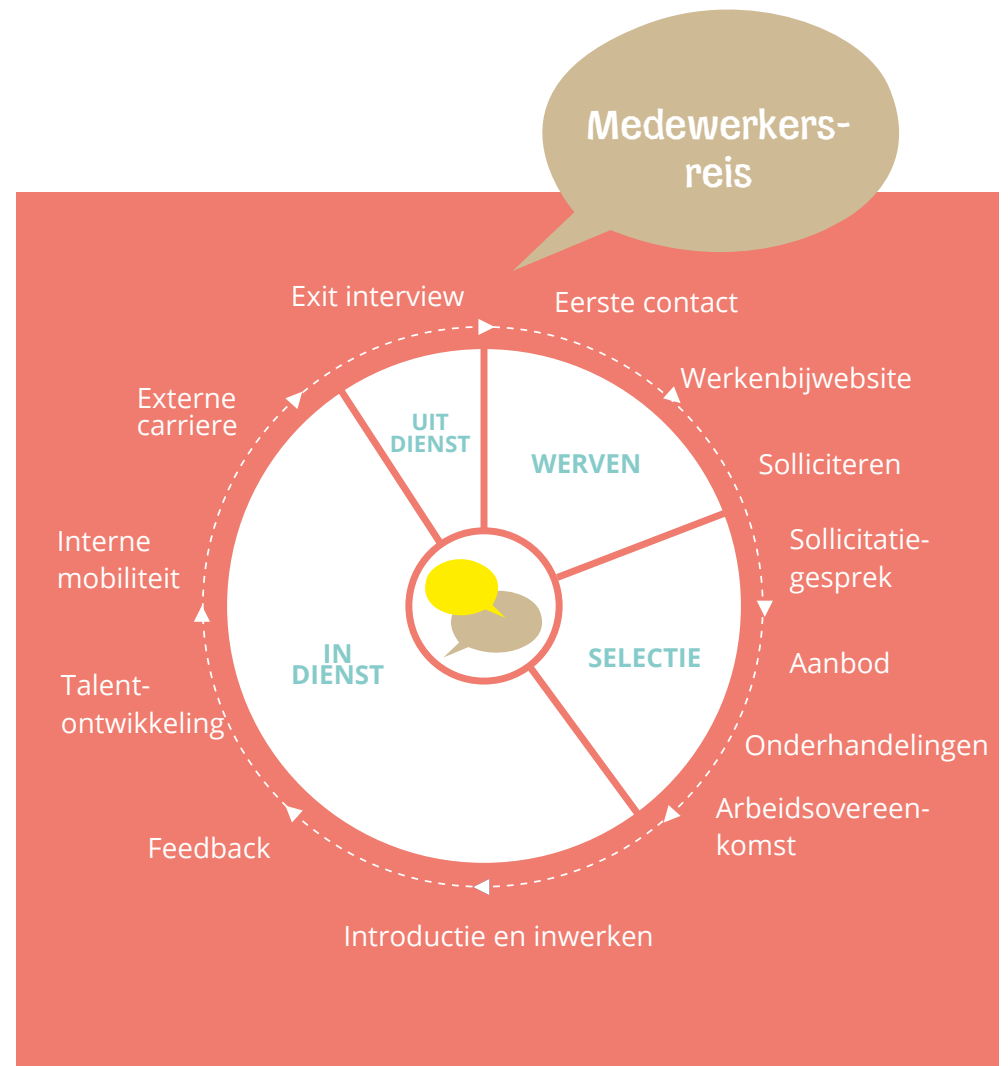 Medewerkers-
reis
Exit interview
Eerste contact
Werkenbijwebsite
Solliciteren
Sollicitatie-
gesprek
Aanbod
Onderhandelingen
Arbeidsovereen-
komst
Introductie en inwerken
Feedback
Talent-
ontwikkeling
Interne
mobiliteit
Externe
carriere
UIT
DIENST
WERVEN
SELECTIE
IN
DIENST